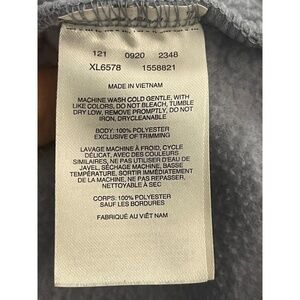 121 0920 2348
XL6578 1558821
MADE IN VIETNAM
MACHINE WASH COLD GENTLE, WITH
LIKE COLORS, DO NOT BLEACH, TUMBLE
DRY LOW, REMOVE PROMPTLY, DO NOT
IRON, DRYCLEANABLE
BODY: 100% POLYESTER
EXCLUSIVE OF TRIMMING
LAVAGE MACHINE À FROID, CYCLE
DÉLICAT, AVEC DES COULEURS
SIMILAIRES, NE PAS UTILISER D'EAU DE
JAVEL, SÉCHAGE MACHINE, BASSE
TEMPÉRATURE, SORTIR IMMÉDIATEMENT
DE LA MACHINE, NE PAS REPASSER,
NETTOYABLE À SEC
CORPS: 100% POLYESTER
SAUF LES BORDURES
FABRIQUÉ AU VIÊT NAM